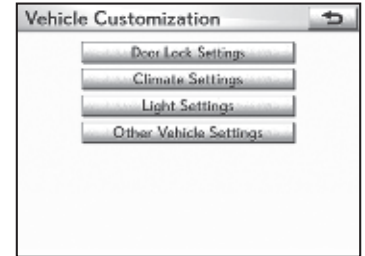 Vehicle Customization
Door Lock Settings
Climate Settings
Light Settings
Other Vehicle Settings